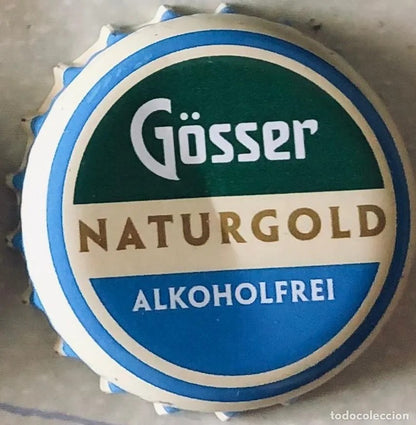 Gösser
NATURGOLD
ALKOHOLFREI
todocoleccion